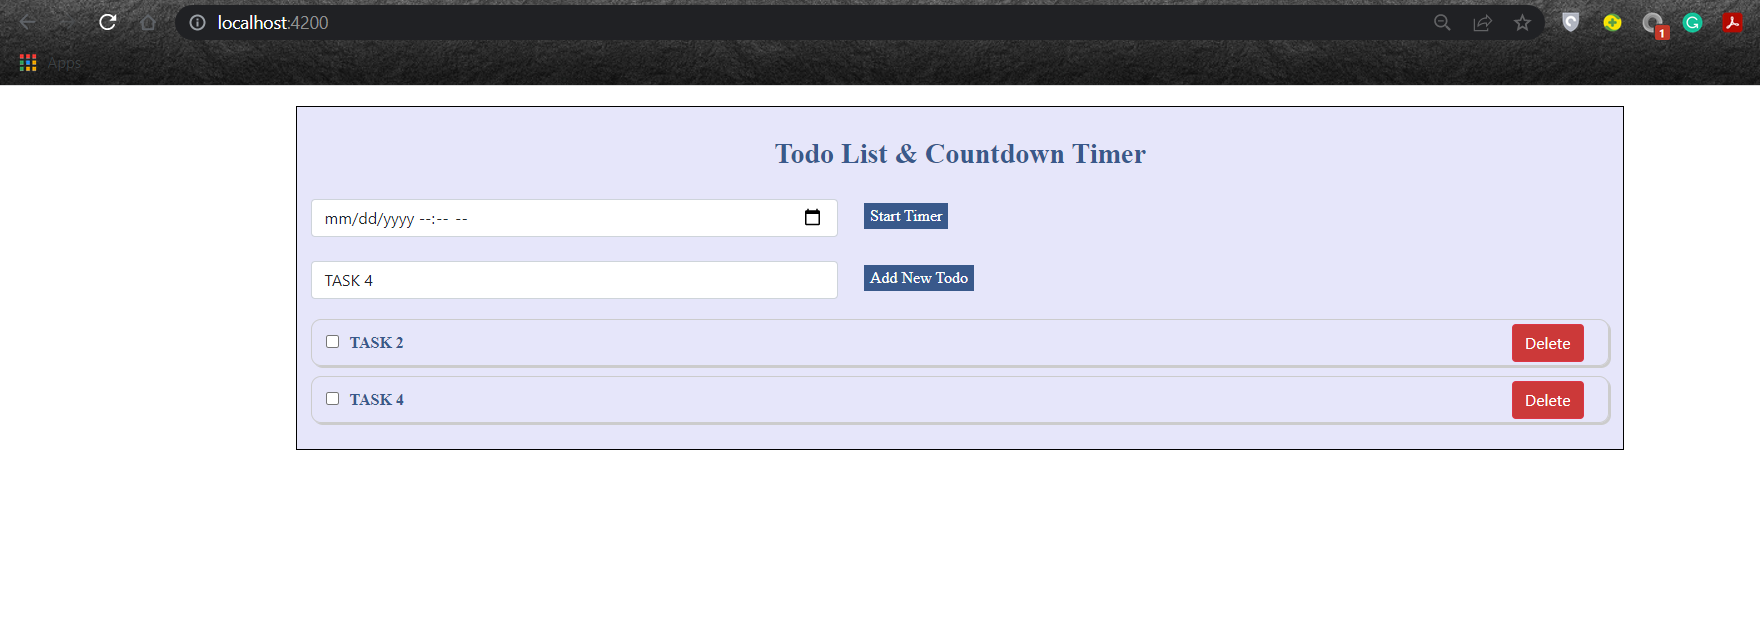 localhost:4200
1
Apps
Todo List & Countdown Timer
mm/dd/yyyy --:-- --
Start Timer
TASK 4
Add New Todo
TASK 2
Delete
TASK 4
Delete